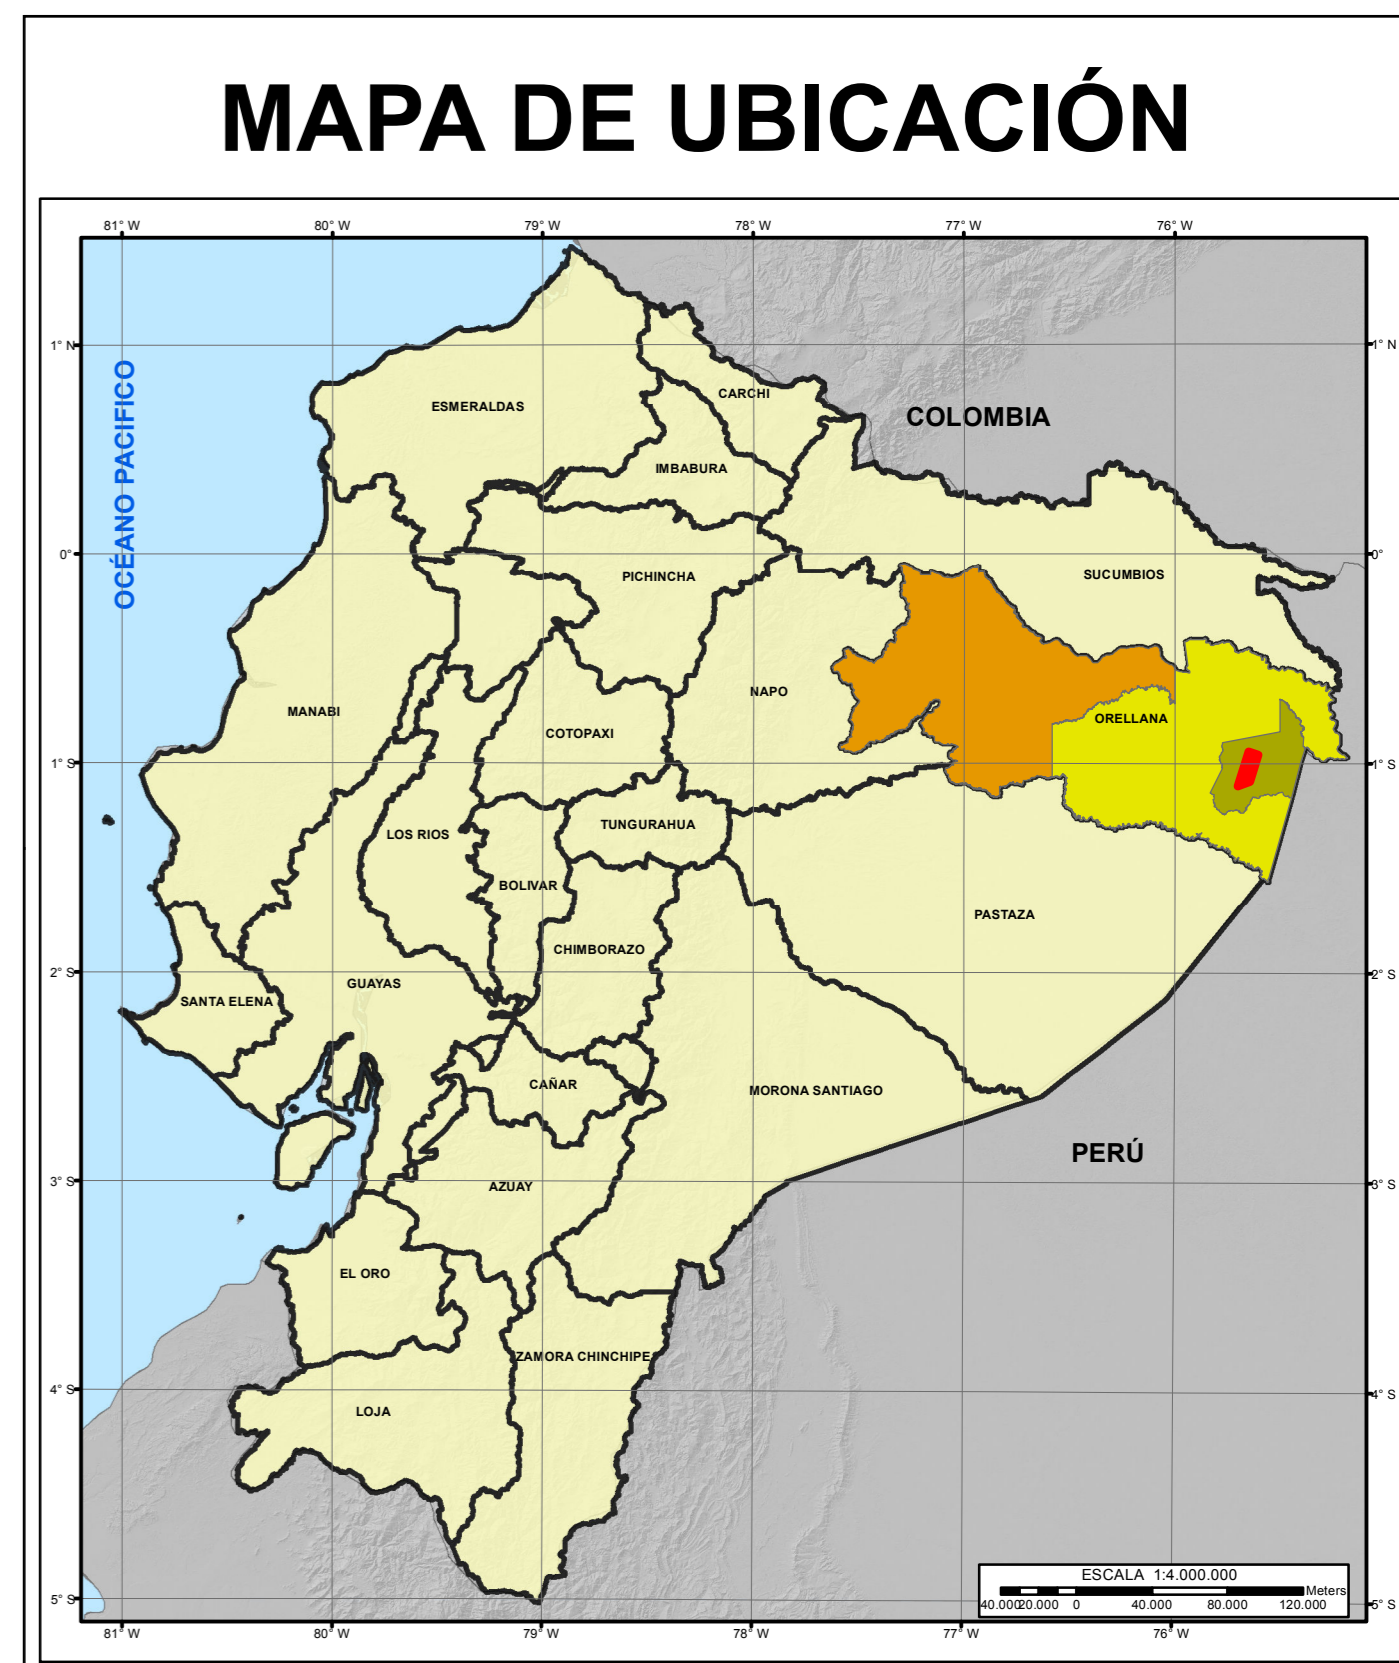 MAPA DE UBICACIÓN
81° W 80° W 79° W 78° W 77° W 76° W
1° N 1° N
OCÉANO PACIFICO
CARCHI
ESMERALDAS
COLOMBIA
IMBABURA
0° 0°
PICHINCHA
SUCUMBIOS
NAPO
MANABI
ORELLANA
COTOPAXI
1° S 1° S
TUNGURAHUA
LOS RIOS
BOLIVAR
PASTAZA
CHIMBORAZO
2° S 2° S
GUAYAS
SANTA ELENA
CAÑAR
MORONA SANTIAGO
PERÚ
3° S 3° S
AZUAY
EL ORO
ZAMORA CHINCHIPE
4° S 4° S
LOJA
ESCALA 1:4.000.000
Meters
40.000 20.000 0 40.000 80.000 120.000
5° S 5° S
81° W 80° W 79° W 78° W 77° W 76° W